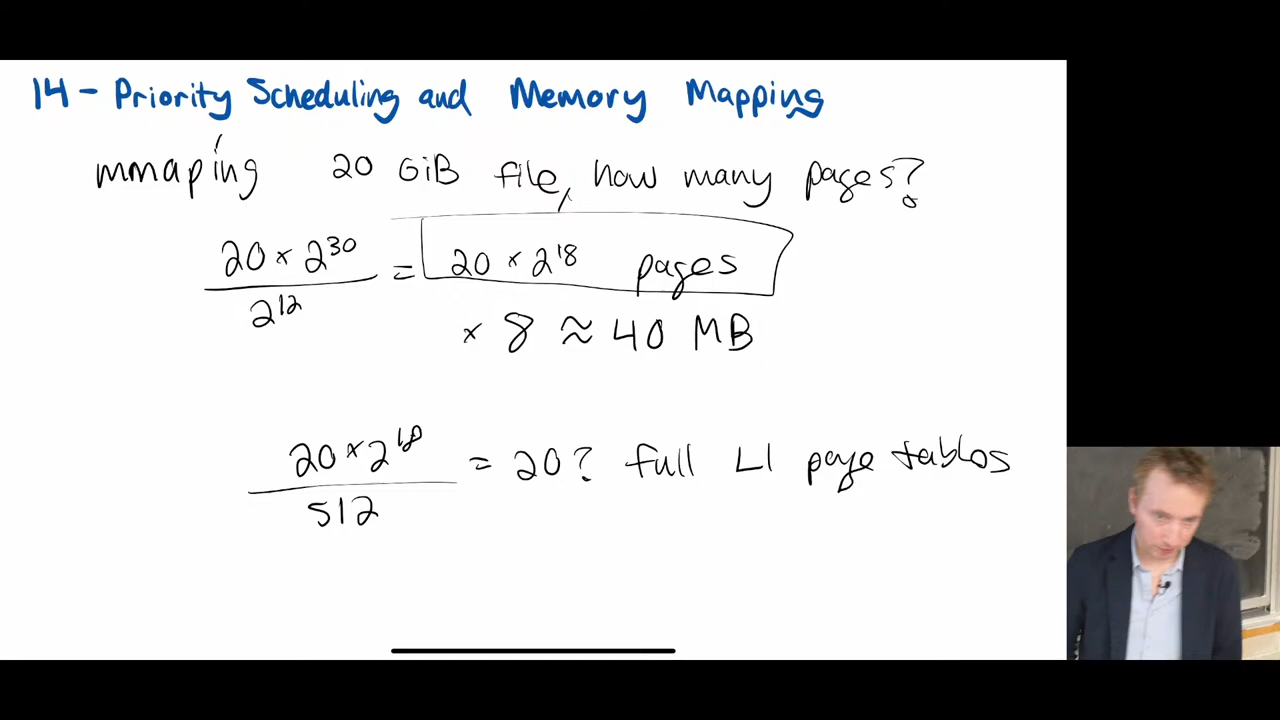 14 - Priority Scheduling and Memory Mapping
mmaping 20 GiB file, how many pages?
20 × 2^30 / 2^12 = 20 × 2^18 pages
× 8 ≈ 40 MB
20 × 2^18 / 512 = 20? full L1 page tables